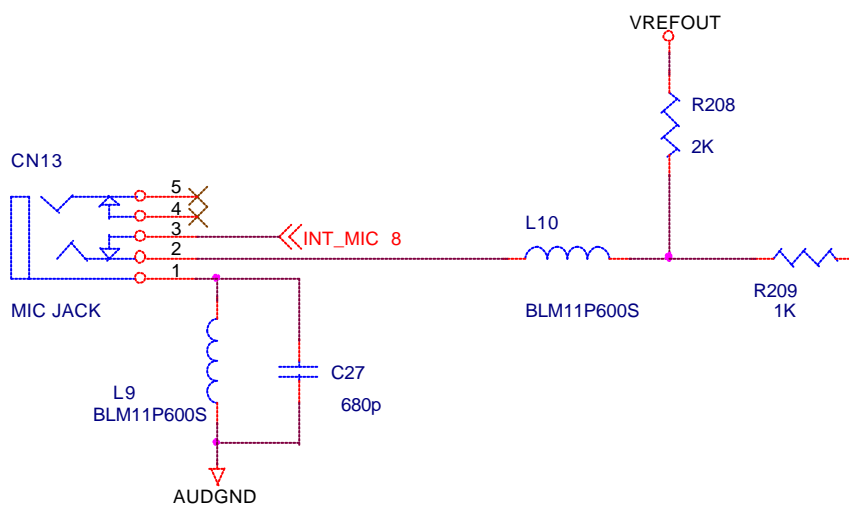 VREFOUT
R208
2K
CN13
5
4
3
INT_MIC 8
2
L10
1
R209
1K
MIC JACK
BLM11P600S
C27
680p
L9
BLM11P600S
AUDGND